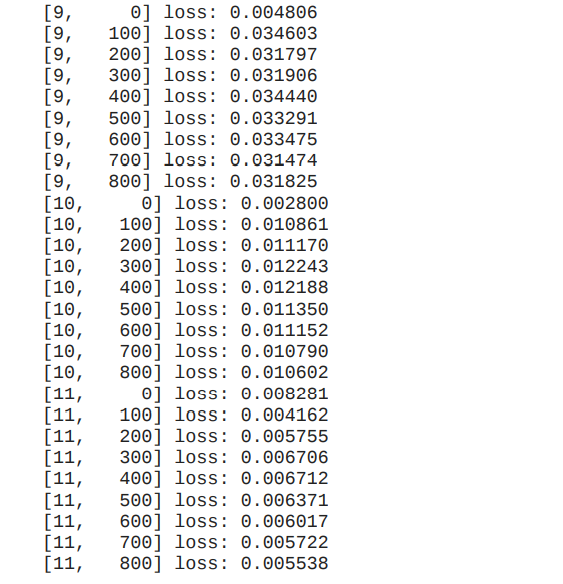 [9,     0] loss: 0.004806
[9,   100] loss: 0.034603
[9,   200] loss: 0.031797
[9,   300] loss: 0.031906
[9,   400] loss: 0.034440
[9,   500] loss: 0.033291
[9,   600] loss: 0.033475
[9,   700] loss: 0.031474
[9,   800] loss: 0.031825
[10,     0] loss: 0.002800
[10,   100] loss: 0.010861
[10,   200] loss: 0.011170
[10,   300] loss: 0.012243
[10,   400] loss: 0.012188
[10,   500] loss: 0.011350
[10,   600] loss: 0.011152
[10,   700] loss: 0.010790
[10,   800] loss: 0.010602
[11,     0] loss: 0.008281
[11,   100] loss: 0.004162
[11,   200] loss: 0.005755
[11,   300] loss: 0.006706
[11,   400] loss: 0.006712
[11,   500] loss: 0.006371
[11,   600] loss: 0.006017
[11,   700] loss: 0.005722
[11,   800] loss: 0.005538